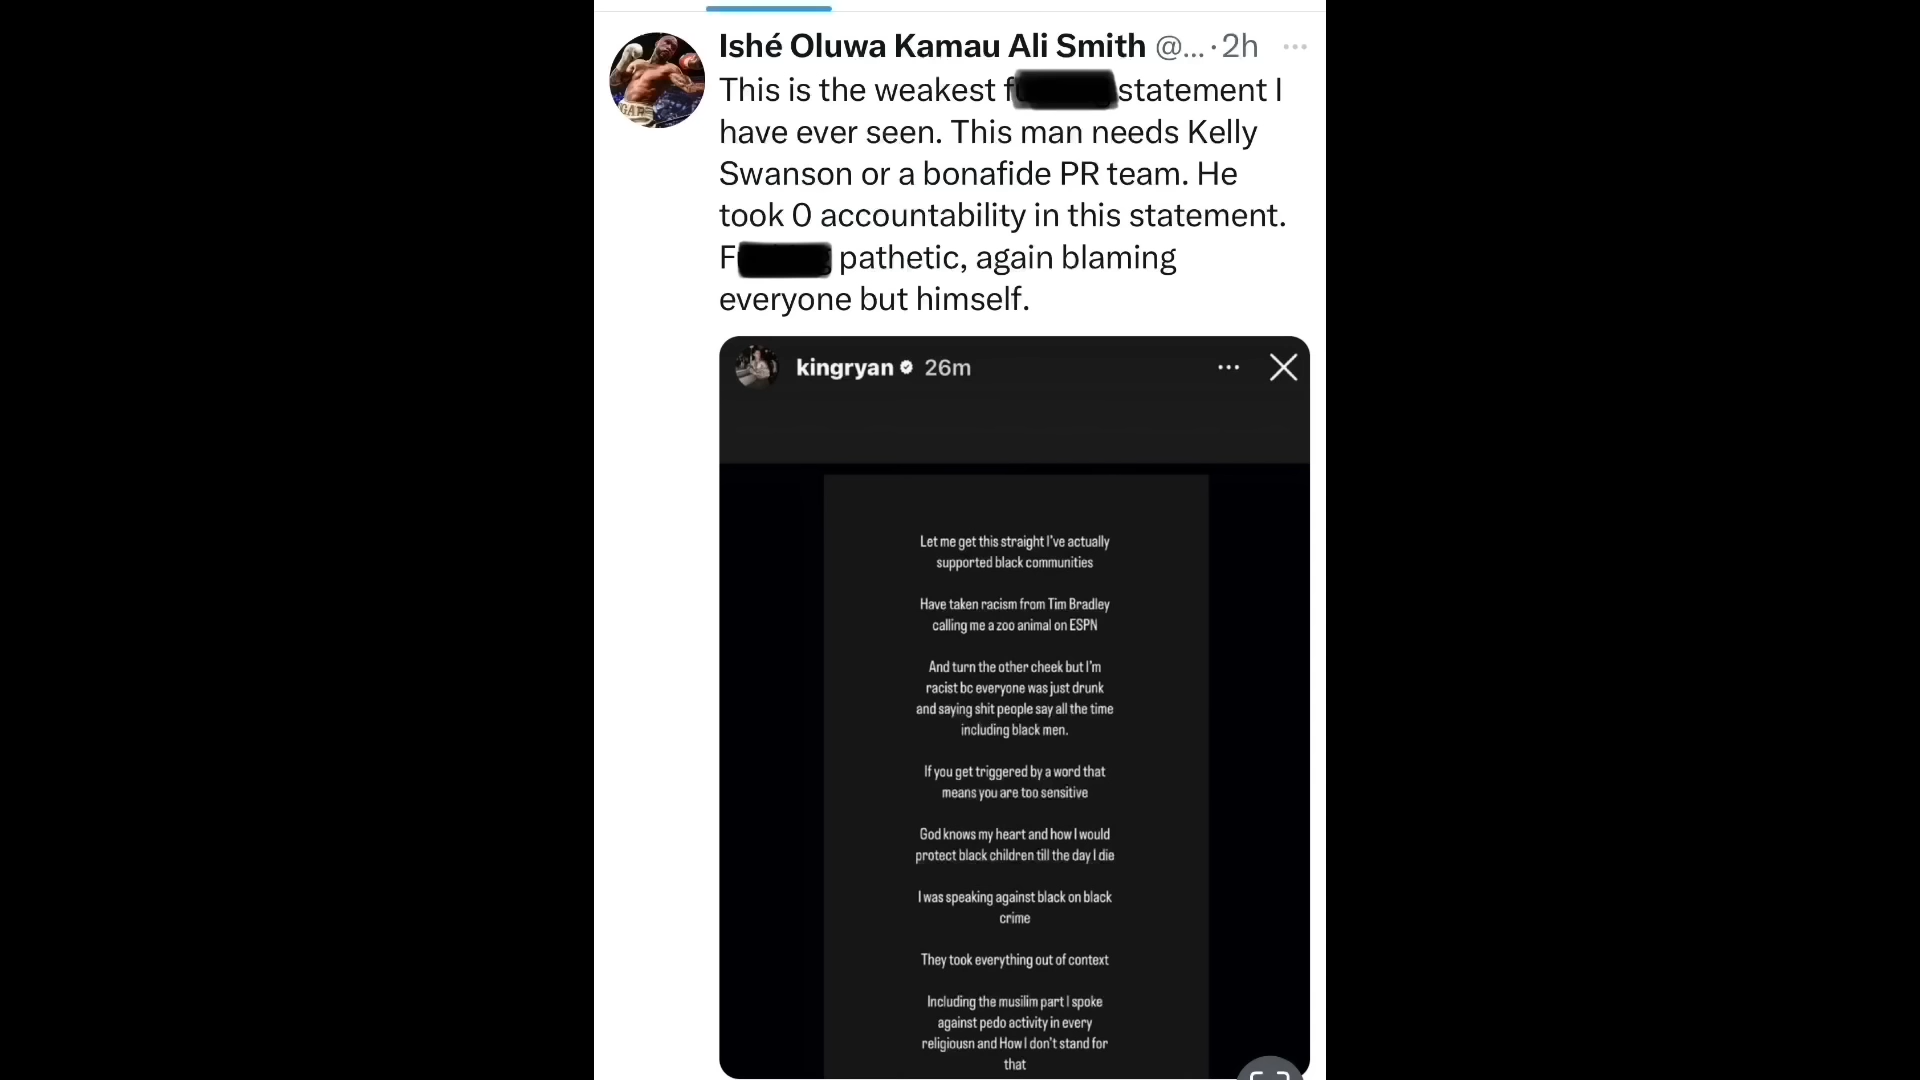 Ishé Oluwa Kamau Ali Smith @... · 2h ...
This is the weakest f statement I
have ever seen. This man needs Kelly
Swanson or a bonafide PR team. He
took 0 accountability in this statement.
F pathetic, again blaming
everyone but himself.
kingryan 26m ...
Let me get this straight I've actually
supported black communities
Have taken racism from Tim Bradley
calling me a zoo animal on ESPN
And turn the other cheek but I'm
racist bc everyone was just drunk
and saying shit people say all the time
including black men.
If you get triggered by a word that
means you are too sensitive
God knows my heart and how I would
protect black children till the day I die
I was speaking against black on black
crime
They took everything out of context
Including the musilim part I spoke
against pedo activity in every
religiousn and How I don't stand for
that